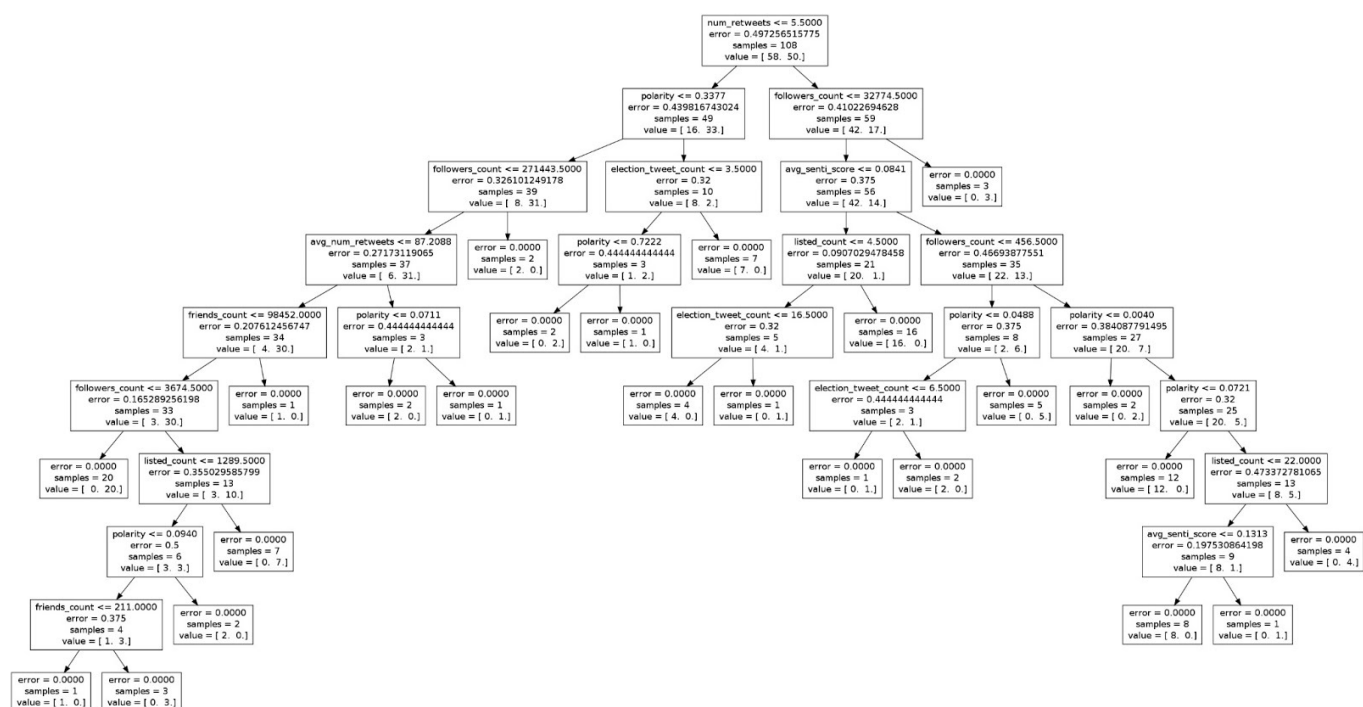 num_retweets <= 5.5000
error = 0.497256515775
samples = 108
value = [ 58. 50.]
polarity <= 0.3377
error = 0.439816743024
samples = 49
value = [ 16. 33.]
followers_count <= 32774.5000
error = 0.41022694628
samples = 59
value = [ 42. 17.]
followers_count <= 271443.5000
error = 0.326101249178
samples = 39
value = [ 8. 31.]
election_tweet_count <= 3.5000
error = 0.32
samples = 10
value = [ 8. 2.]
avg_senti_score <= 0.0841
error = 0.375
samples = 56
value = [ 42. 14.]
error = 0.0000
samples = 3
value = [ 0. 3.]
avg_num_retweets <= 87.2088
error = 0.27173119065
samples = 37
value = [ 6. 31.]
error = 0.0000
samples = 2
value = [ 2. 0.]
polarity <= 0.7222
error = 0.444444444444
samples = 3
value = [ 1. 2.]
error = 0.0000
samples = 7
value = [ 7. 0.]
listed_count <= 4.5000
error = 0.0907029478458
samples = 21
value = [ 20. 1.]
followers_count <= 456.5000
error = 0.46693877551
samples = 35
value = [ 22. 13.]
friends_count <= 98452.0000
error = 0.207612456747
samples = 34
value = [ 4. 30.]
polarity <= 0.0711
error = 0.444444444444
samples = 3
value = [ 2. 1.]
error = 0.0000
samples = 2
value = [ 0. 2.]
error = 0.0000
samples = 1
value = [ 1. 0.]
election_tweet_count <= 16.5000
error = 0.32
samples = 5
value = [ 4. 1.]
error = 0.0000
samples = 16
value = [ 16. 0.]
polarity <= 0.0488
error = 0.375
samples = 8
value = [ 2. 6.]
polarity <= 0.0040
error = 0.384087791495
samples = 27
value = [ 20. 7.]
followers_count <= 3674.5000
error = 0.165289256198
samples = 33
value = [ 3. 30.]
error = 0.0000
samples = 1
value = [ 1. 0.]
error = 0.0000
samples = 2
value = [ 2. 0.]
error = 0.0000
samples = 1
value = [ 0. 1.]
error = 0.0000
samples = 4
value = [ 4. 0.]
error = 0.0000
samples = 1
value = [ 0. 1.]
election_tweet_count <= 6.5000
error = 0.444444444444
samples = 3
value = [ 2. 1.]
error = 0.0000
samples = 5
value = [ 0. 5.]
error = 0.0000
samples = 2
value = [ 0. 2.]
polarity <= 0.0721
error = 0.32
samples = 25
value = [ 20. 5.]
error = 0.0000
samples = 20
value = [ 0. 20.]
listed_count <= 1289.5000
error = 0.355029585799
samples = 13
value = [ 3. 10.]
error = 0.0000
samples = 1
value = [ 0. 1.]
error = 0.0000
samples = 2
value = [ 2. 0.]
error = 0.0000
samples = 12
value = [ 12. 0.]
listed_count <= 22.0000
error = 0.473372781065
samples = 13
value = [ 8. 5.]
polarity <= 0.0940
error = 0.5
samples = 6
value = [ 3. 3.]
error = 0.0000
samples = 7
value = [ 0. 7.]
avg_senti_score <= 0.1313
error = 0.197530864198
samples = 9
value = [ 8. 1.]
error = 0.0000
samples = 4
value = [ 0. 4.]
friends_count <= 211.0000
error = 0.375
samples = 4
value = [ 1. 3.]
error = 0.0000
samples = 2
value = [ 2. 0.]
error = 0.0000
samples = 8
value = [ 8. 0.]
error = 0.0000
samples = 1
value = [ 0. 1.]
error = 0.0000
samples = 1
value = [ 1. 0.]
error = 0.0000
samples = 3
value = [ 0. 3.]